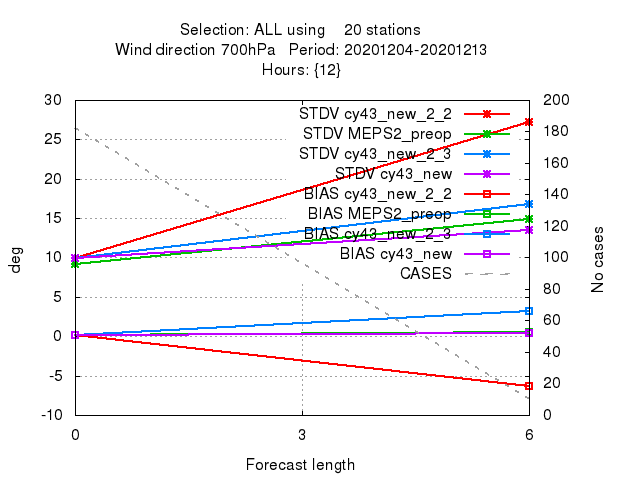 Selection: ALL using 20 stations
Wind direction 700hPa Period: 20201204-20201213
Hours: {12}
30 200
STDV cy43_new_2_2
180
STDV MEPS2_preop
25
STDV cy43_new_2_3
160
20 STDV cy43_new
140
BIAS cy43_new_2_2
15 BIAS MEPS2_preop
120
BIAS cy43_new_2_3
10 BIAS cy43_new 100
CASES
deg
No cases
5 80
60
0
40
-5
20
-10 0
0 3 6
Forecast length